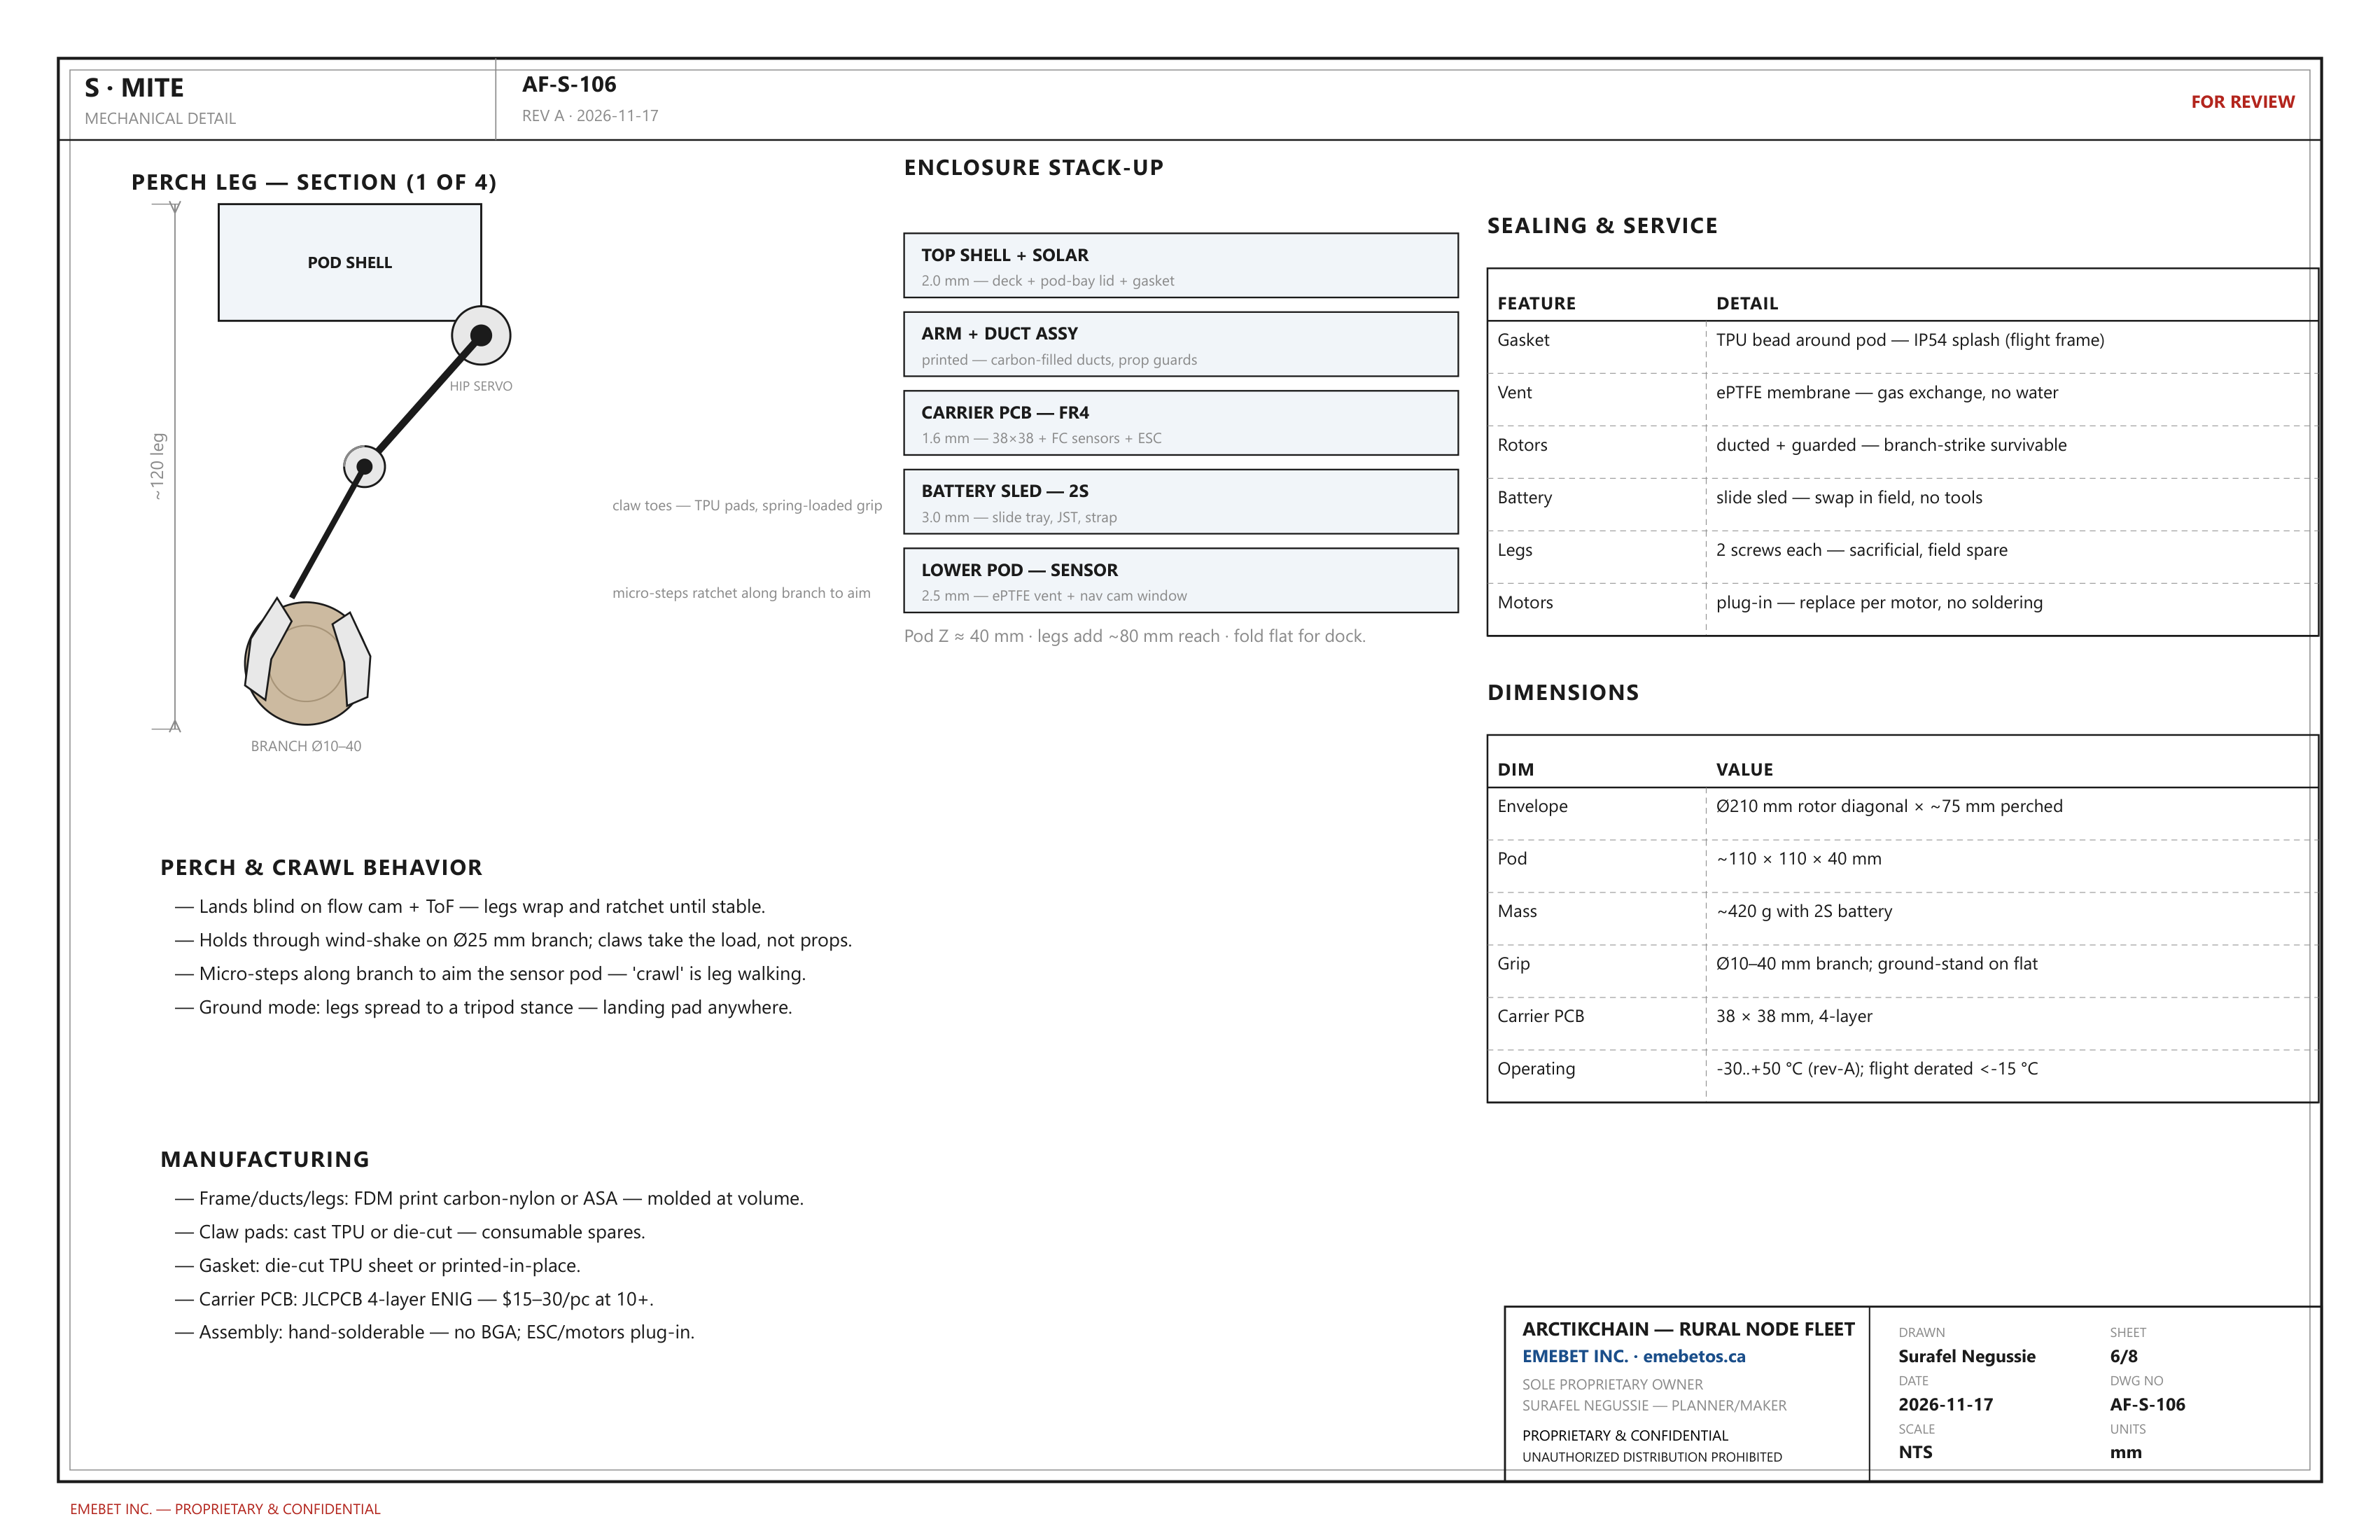 S · MITE
MECHANICAL DETAIL
AF-S-106
REV A · 2026-11-17
FOR REVIEW
PERCH LEG — SECTION (1 OF 4)
POD SHELL
HIP SERVO
~120 leg
claw toes — TPU pads, spring-loaded grip
micro-steps ratchet along branch to aim
BRANCH Ø10–40
ENCLOSURE STACK-UP
TOP SHELL + SOLAR
2.0 mm — deck + pod-bay lid + gasket
ARM + DUCT ASSY
printed — carbon-filled ducts, prop guards
CARRIER PCB — FR4
1.6 mm — 38×38 + FC sensors + ESC
BATTERY SLED — 2S
3.0 mm — slide tray, JST, strap
LOWER POD — SENSOR
2.5 mm — ePTFE vent + nav cam window
Pod Z ≈ 40 mm · legs add ~80 mm reach · fold flat for dock.
SEALING & SERVICE
FEATURE DETAIL
Gasket TPU bead around pod — IP54 splash (flight frame)
Vent ePTFE membrane — gas exchange, no water
Rotors ducted + guarded — branch-strike survivable
Battery slide sled — swap in field, no tools
Legs 2 screws each — sacrificial, field spare
Motors plug-in — replace per motor, no soldering
DIMENSIONS
DIM VALUE
Envelope Ø210 mm rotor diagonal × ~75 mm perched
Pod ~110 × 110 × 40 mm
Mass ~420 g with 2S battery
Grip Ø10–40 mm branch; ground-stand on flat
Carrier PCB 38 × 38 mm, 4-layer
Operating -30..+50 °C (rev-A); flight derated <-15 °C
PERCH & CRAWL BEHAVIOR
— Lands blind on flow cam + ToF — legs wrap and ratchet until stable.
— Holds through wind-shake on Ø25 mm branch; claws take the load, not props.
— Micro-steps along branch to aim the sensor pod — 'crawl' is leg walking.
— Ground mode: legs spread to a tripod stance — landing pad anywhere.
MANUFACTURING
— Frame/ducts/legs: FDM print carbon-nylon or ASA — molded at volume.
— Claw pads: cast TPU or die-cut — consumable spares.
— Gasket: die-cut TPU sheet or printed-in-place.
— Carrier PCB: JLCPCB 4-layer ENIG — $15–30/pc at 10+.
— Assembly: hand-solderable — no BGA; ESC/motors plug-in.
ARCTIKCHAIN — RURAL NODE FLEET
EMEBET INC. · emebetos.ca
SOLE PROPRIETARY OWNER
SURAFEL NEGUSSIE — PLANNER/MAKER
PROPRIETARY & CONFIDENTIAL
UNAUTHORIZED DISTRIBUTION PROHIBITED
DRAWN SHEET
Surafel Negussie 6/8
DATE DWG NO
2026-11-17 AF-S-106
SCALE UNITS
NTS mm
EMEBET INC. — PROPRIETARY & CONFIDENTIAL